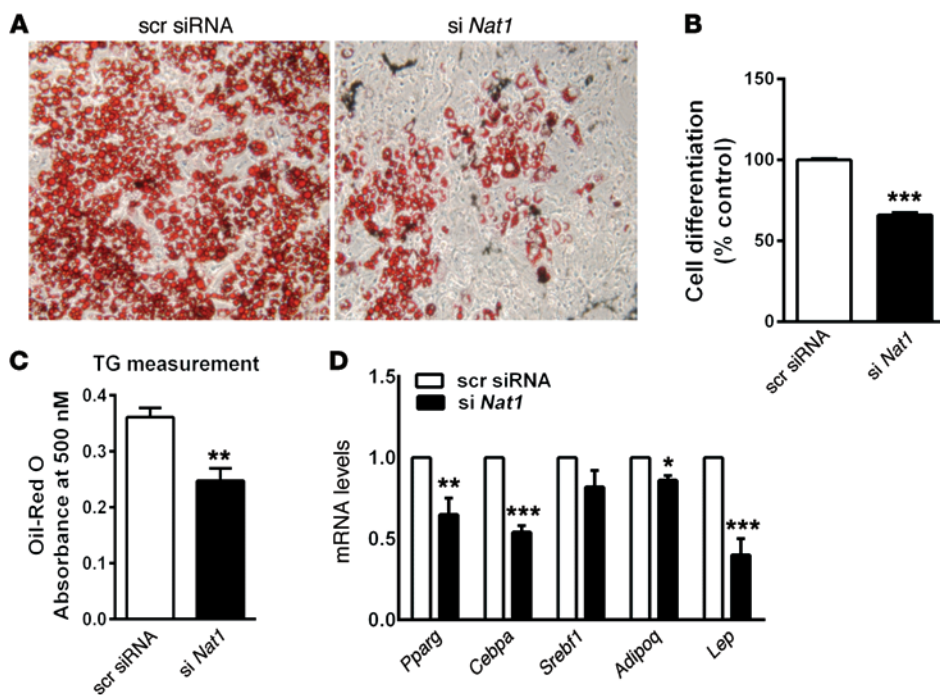 A
scr siRNA
si Nat1
B
Cell differentiation
(% control)
150
100
50
0
***
scr siRNA
si Nat1
C
TG measurement
Oil-Red O
Absorbance at 500 nM
0.4
0.3
0.2
0.1
0.0
**
scr siRNA
si Nat1
D
mRNA levels
1.5
1.0
0.5
0.0
scr siRNA
si Nat1
**
***
*
***
Pparg
Cebpa
Srebf1
Adipoq
Lep